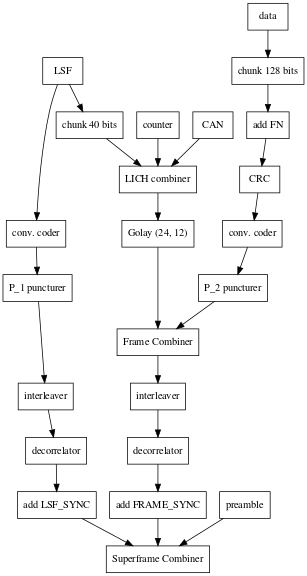 data
LSF
chunk 128 bits
chunk 40 bits
counter
CAN
add FN
LICH combiner
CRC
conv. coder
Golay (24, 12)
conv. coder
P_1 puncturer
P_2 puncturer
Frame Combiner
interleaver
interleaver
decorrelator
decorrelator
add LSF_SYNC
add FRAME_SYNC
preamble
Superframe Combiner